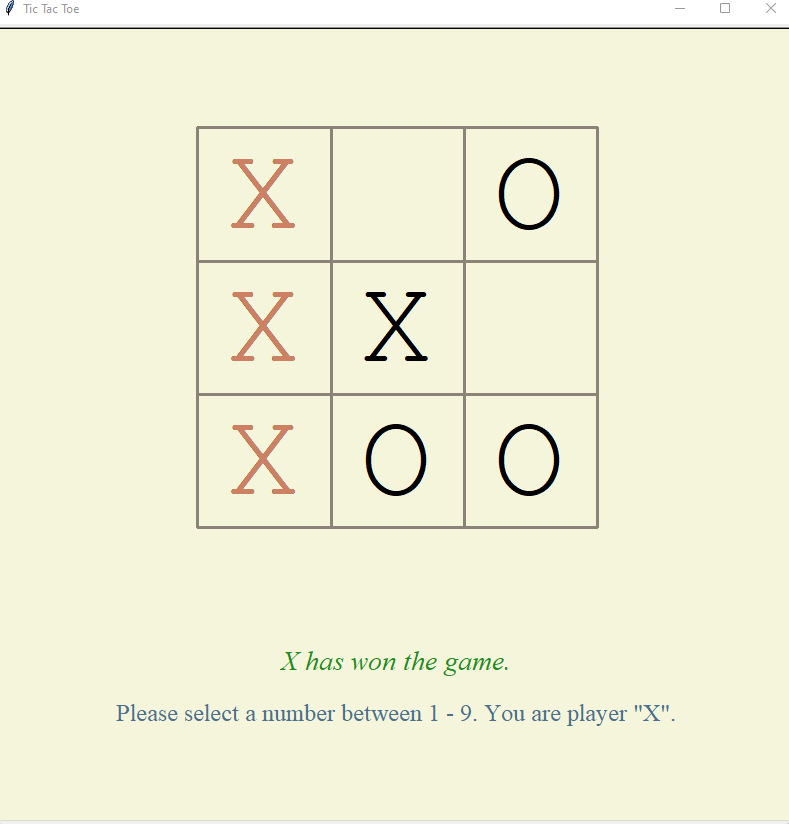 Tic Tac Toe
X O
X X
X O O
X has won the game.
Please select a number between 1 - 9. You are player "X".